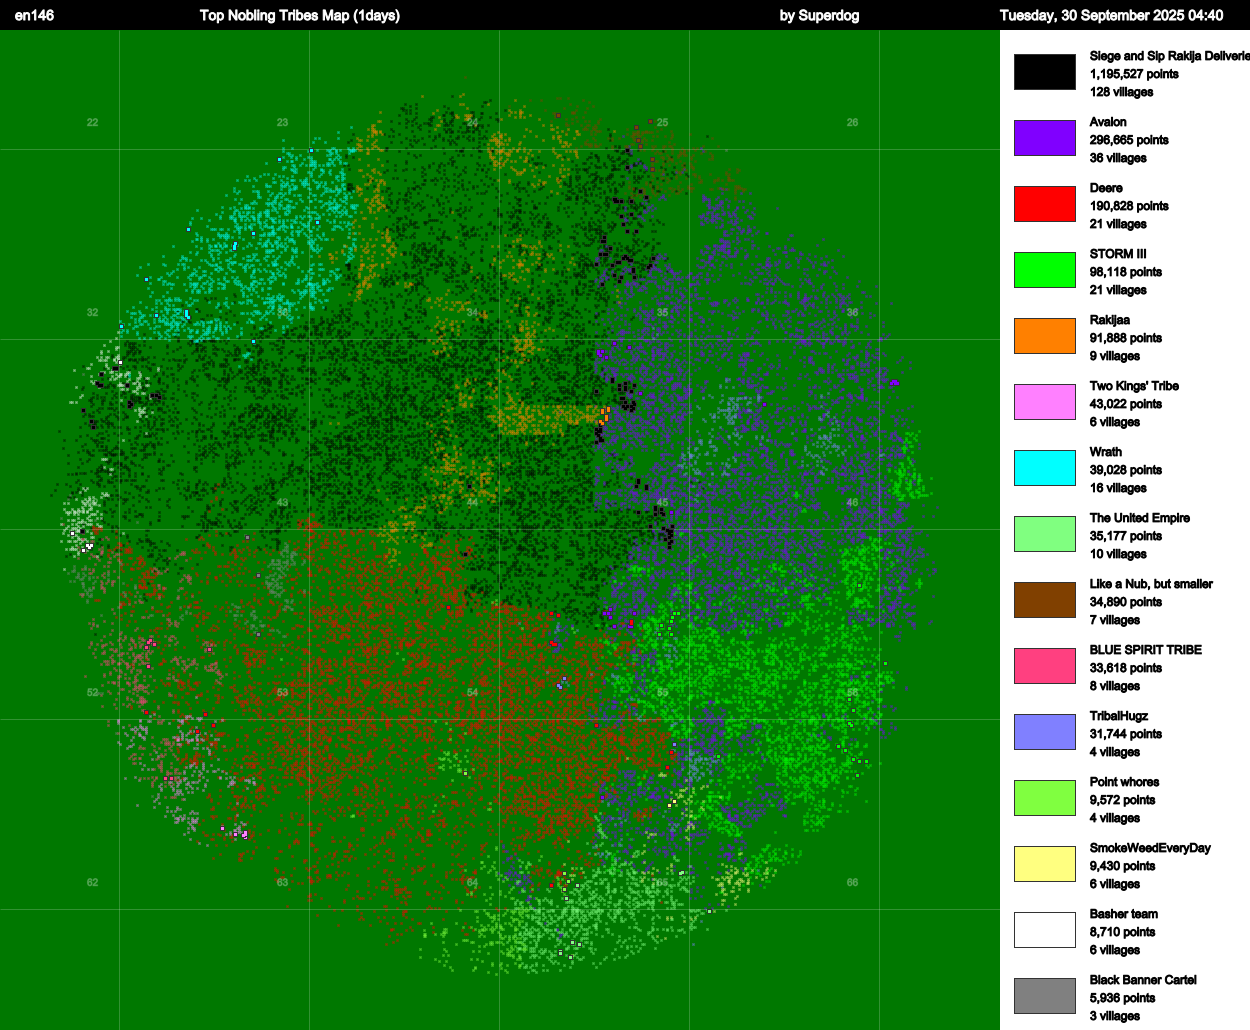 en146 Top Nobling Tribes Map (1days) by Superdog Tuesday, 30 September 2025 04:40
Siege and Sip Rakija Deliverie
1,195,527 points
128 villages
Avalon
296,665 points
36 villages
Deere
190,828 points
21 villages
STORM III
98,118 points
21 villages
Rakijaa
91,888 points
9 villages
Two Kings' Tribe
43,022 points
6 villages
Wrath
39,028 points
16 villages
The United Empire
35,177 points
10 villages
Like a Nub, but smaller
34,890 points
7 villages
BLUE SPIRIT TRIBE
33,618 points
8 villages
TribalHugz
31,744 points
4 villages
Point whores
9,572 points
4 villages
SmokeWeedEveryDay
9,430 points
6 villages
Basher team
8,710 points
6 villages
Black Banner Cartel
5,936 points
3 villages
22 23 24 25 26
32 33 34 35 36
43 44 45 46
52 53 54 55 56
62 63 64 65 66